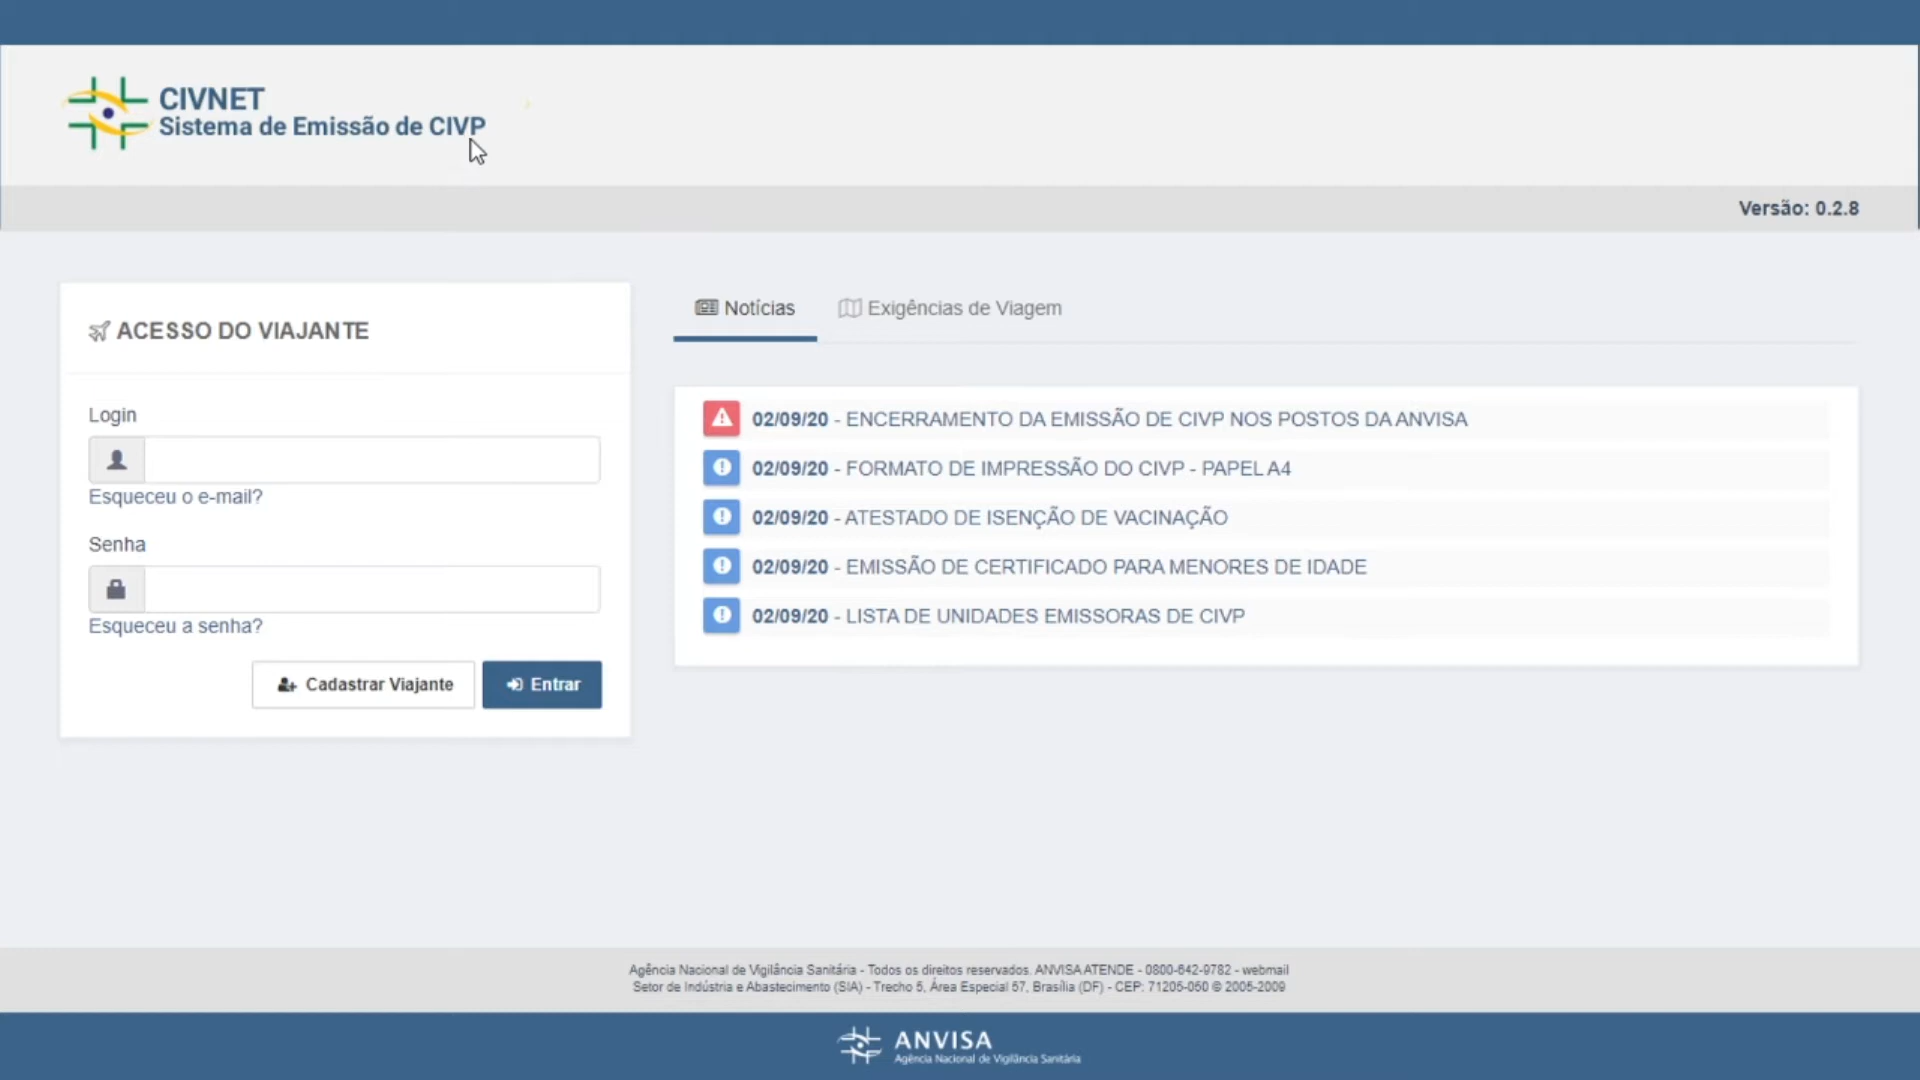 CIVNET
Sistema de Emissão de CIVP
Versão: 0.2.8
ACESSO DO VIAJANTE
Login
Esqueceu o e-mail?
Senha
Esqueceu a senha?
Cadastrar Viajante
Entrar
Notícias
Exigências de Viagem
02/09/20 - ENCERRAMENTO DA EMISSÃO DE CIVP NOS POSTOS DA ANVISA
02/09/20 - FORMATO DE IMPRESSÃO DO CIVP - PAPEL A4
02/09/20 - ATESTADO DE ISENÇÃO DE VACINAÇÃO
02/09/20 - EMISSÃO DE CERTIFICADO PARA MENORES DE IDADE
02/09/20 - LISTA DE UNIDADES EMISSORAS DE CIVP
Agência Nacional de Vigilância Sanitária - Todos os direitos reservados. ANVISA ATENDE - 0800-642-9782 - webmail
Setor de Indústria e Abastecimento (SIA) - Trecho 5, Área Especial 57, Brasília (DF) - CEP: 71205-050 © 2005-2009
ANVISA
Agência Nacional de Vigilância Sanitária